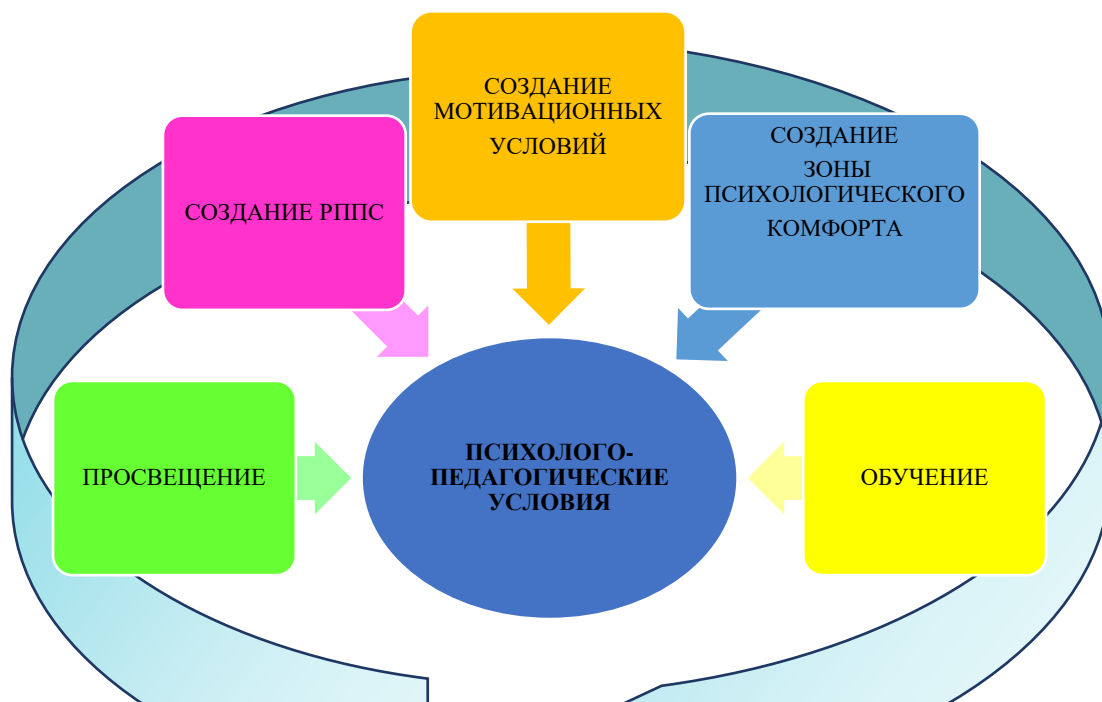 СОЗДАНИЕ
МОТИВАЦИОННЫХ
УСЛОВИЙ
СОЗДАНИЕ
ЗОНЫ
ПСИХОЛОГИЧЕСКОГО
КОМФОРТА
СОЗДАНИЕ РППС
ПРОСВЕЩЕНИЕ
ПСИХОЛОГО-
ПЕДАГОГИЧЕСКИЕ
УСЛОВИЯ
ОБУЧЕНИЕ